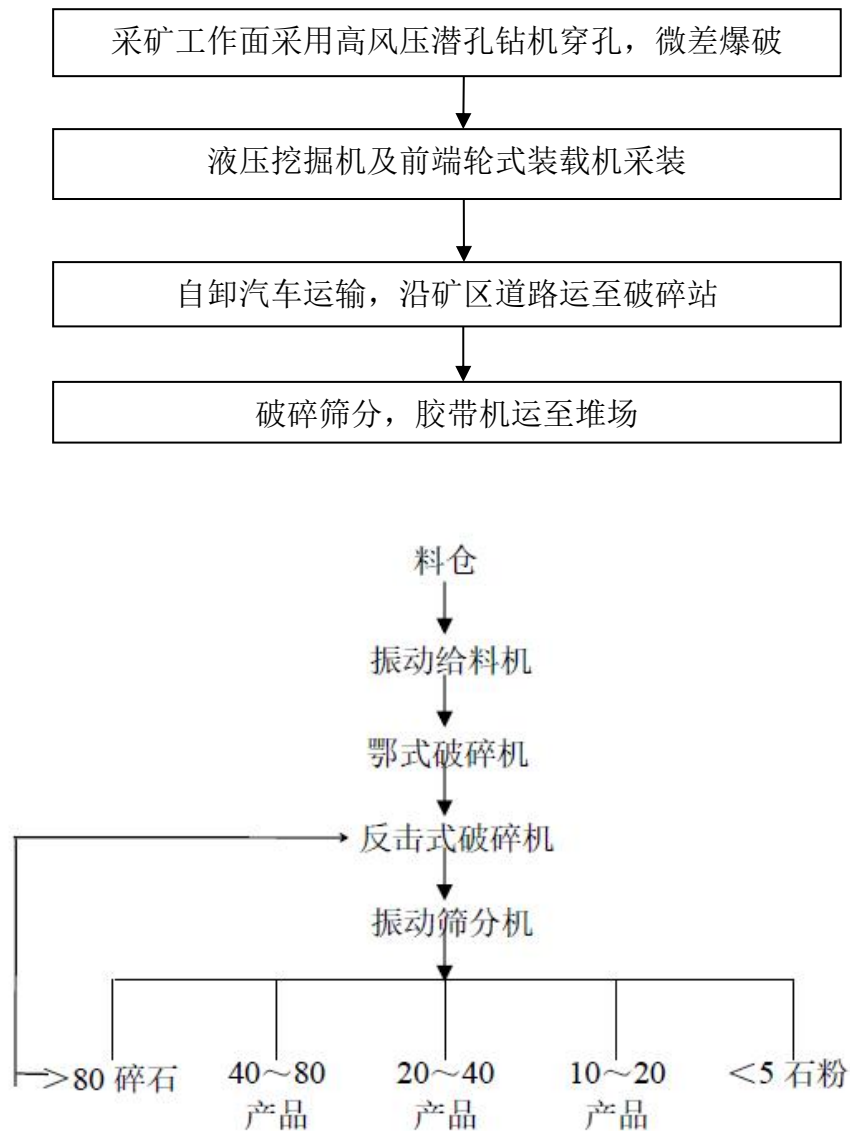 采矿工作面采用高风压潜孔钻机穿孔，微差爆破
液压挖掘机及前端轮式装载机采装
自卸汽车运输，沿矿区道路运至破碎站
破碎筛分，胶带机运至堆场
料仓
振动给料机
鄂式破碎机
反击式破碎机
振动筛分机
＞80 碎石
40～80
产品
20～40
产品
10～20
产品
＜5 石粉